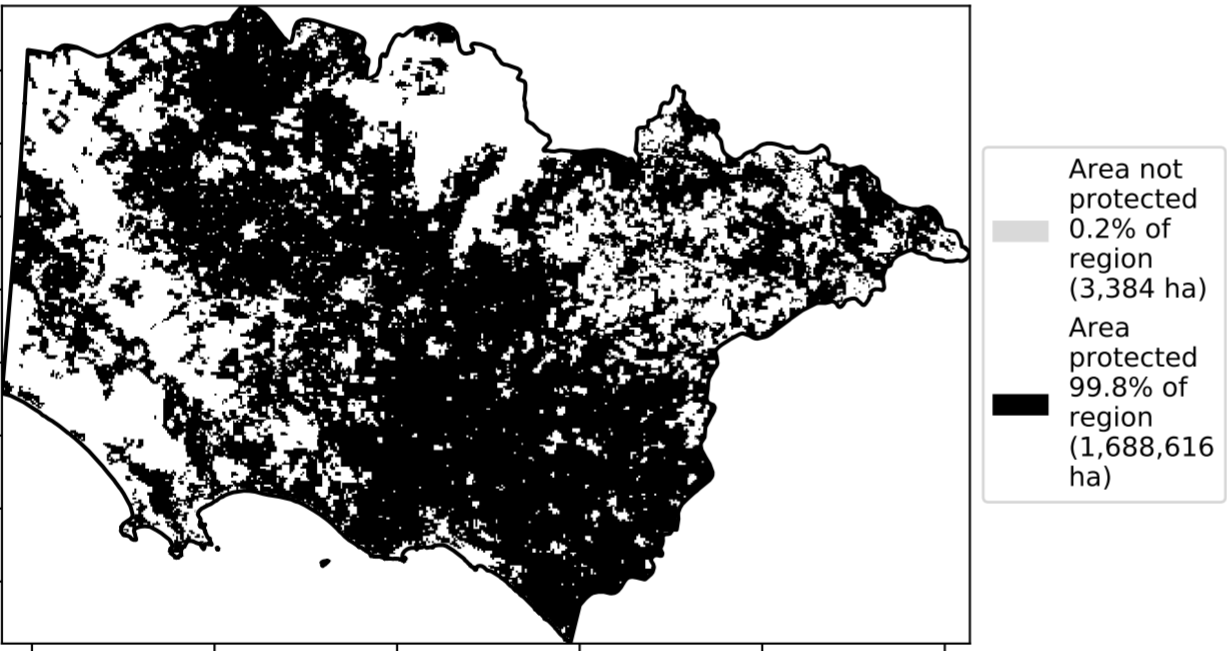 Area not
protected
0.2% of
region
(3,384 ha)
Area
protected
99.8% of
region
(1,688,616
ha)